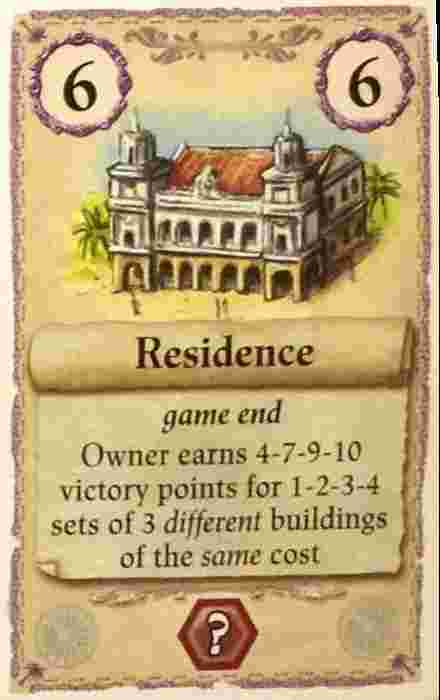 6 6
Residence
game end
Owner earns 4-7-9-10
victory points for 1-2-3-4
sets of 3 different buildings
of the same cost
?